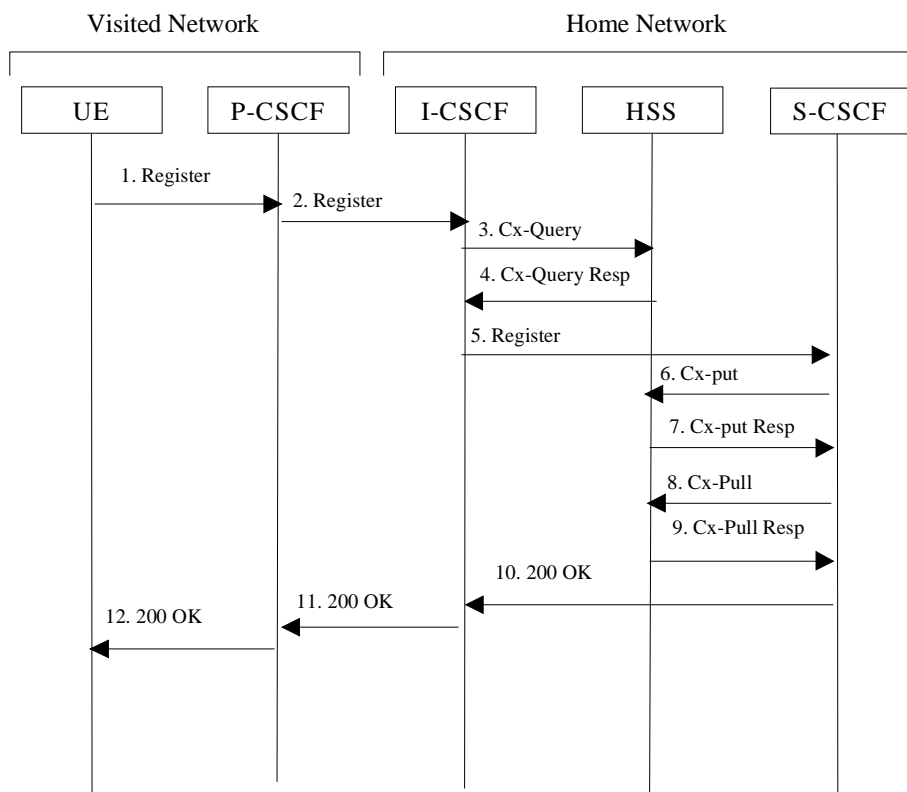 Visited Network
Home Network
UE
P-CSCF
I-CSCF
HSS
S-CSCF
1. Register
2. Register
3. Cx-Query
4. Cx-Query Resp
5. Register
6. Cx-put
7. Cx-put Resp
8. Cx-Pull
9. Cx-Pull Resp
10. 200 OK
11. 200 OK
12. 200 OK